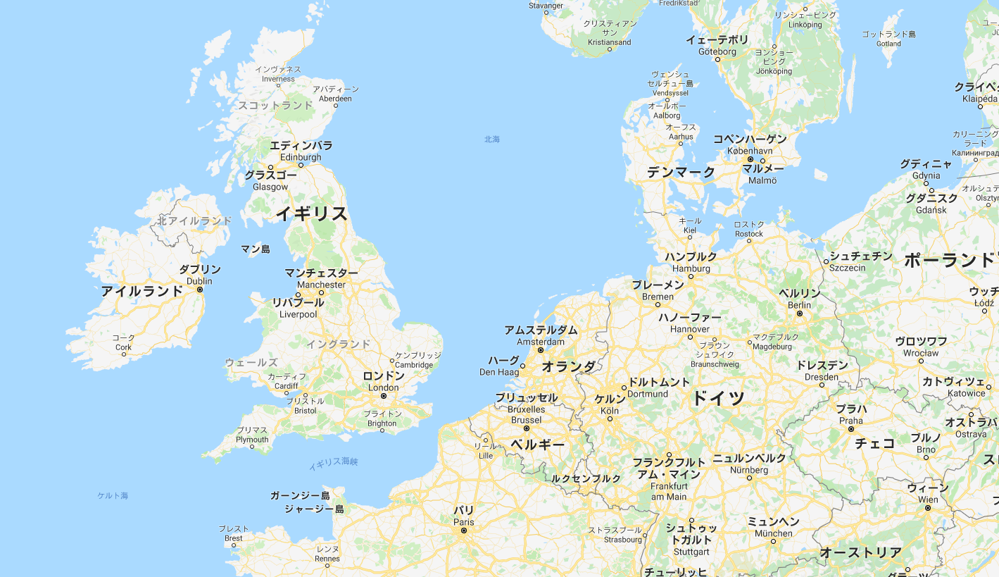 Stavanger
Fredrikstad
リンシェーピング
Linköping
クリスティアン
サン
Kristiansand
イェーテボリ
Göteborg
ゴットランド島
Gotland
ヨンショー
ピング
Jönköping
インヴァネス
Inverness
ヴェンシュ
セルチュー島
Vendsyssel
アバディーン
Aberdeen
クライペ
Klaipėda
スコットランド
オールボー
Aalborg
オーフス
Aarhus
北海
コペンハーゲン
København
カリーニング
ラード
Калининград
エディンバラ
Edinburgh
マルメー
Malmö
デンマーク
グディニャ
Gdynia
グラスゴー
Glasgow
オルシュテ
Olsztyn
グダニスク
Gdańsk
イギリス
北アイルランド
キール
Kiel
ロストク
Rostock
マン島
ハンブルク
Hamburg
シュチェチン
Szczecin
ポーランド
ダブリン
Dublin
マンチェスター
Manchester
アイルランド
ブレーメン
Bremen
ベルリン
Berlin
ウッチ
Łódź
リバプール
Liverpool
ハノーファー
Hannover
アムステルダム
Amsterdam
コーク
Cork
イングランド
マクデブルク
Magdeburg
ブラウン
シュワイク
Braunschweig
ヴロツワフ
Wrocław
ケンブリッジ
Cambridge
ハーグ
Den Haag
オランダ
ウェールズ
ドレスデン
Dresden
カーディフ
Cardiff
ロンドン
London
ドルトムント
Dortmund
カトヴィツェ
Katowice
ブリストル
Bristol
ブリュッセル
Bruxelles
Brussel
ケルン
Köln
ドイツ
プラハ
Praha
ブライトン
Brighton
オストラバ
Ostrava
プリマス
Plymouth
リール
Lille
ベルギー
チェコ
ブルノ
Brno
イギリス海峡
フランクフルト
アム・マイン
Frankfurt
am Main
ニュルンベルク
Nürnberg
ルクセンブルク
ケルト海
ガーンジー島
ジャージー島
ウィーン
Wien
パリ
Paris
ブレスト
Brest
ストラスブール
Strasbourg
シュトゥッ
トガルト
Stuttgart
ミュンヘン
München
レンヌ
Rennes
オーストリア
チューリッヒ